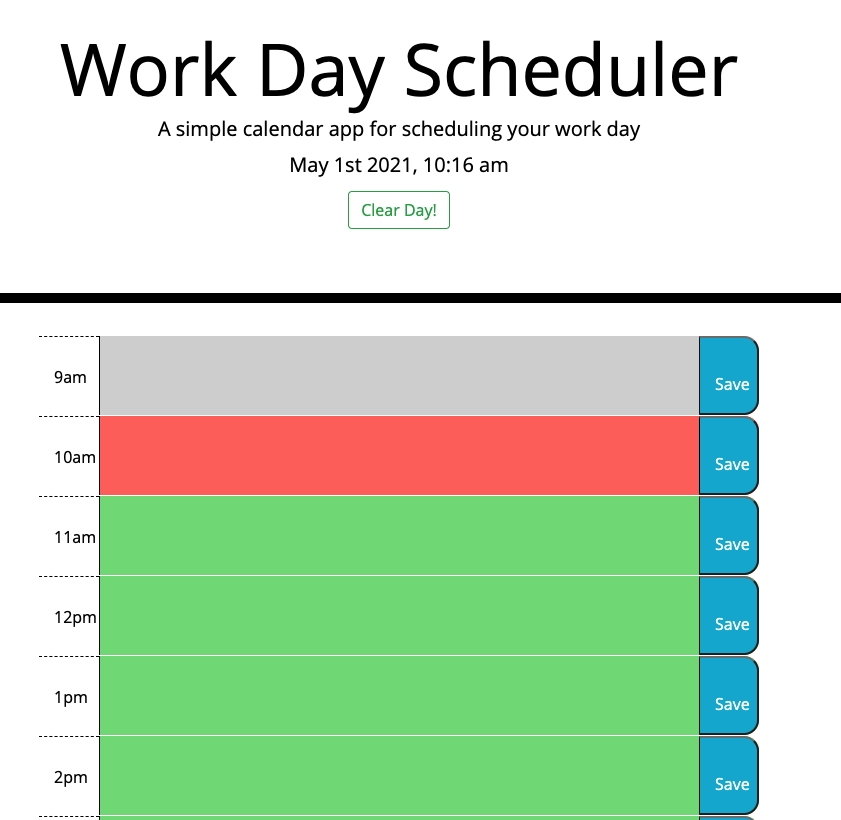 Work Day Scheduler
A simple calendar app for scheduling your work day
May 1st 2021, 10:16 am
Clear Day!
9am
Save
10am
Save
11am
Save
12pm
Save
1pm
Save
2pm
Save